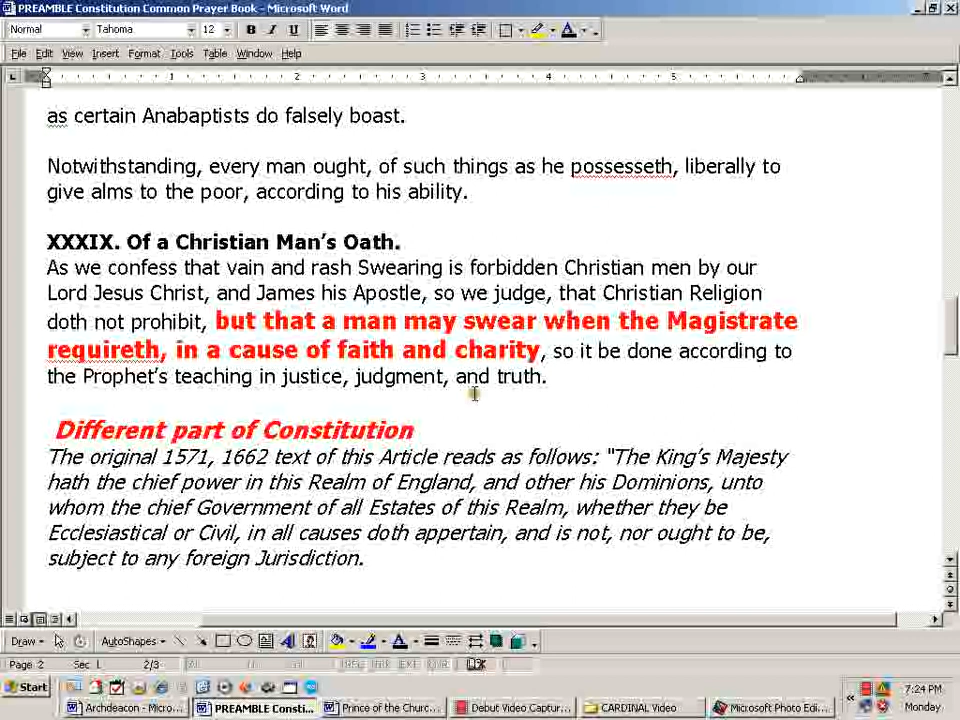 PREAMBLE Constitution Common Prayer Book - Microsoft Word
Normal Tahoma 12 B I U
File Edit View Insert Format Tools Table Window Help
1 2 3 4 5
as certain Anabaptists do falsely boast.
Notwithstanding, every man ought, of such things as he possesseth, liberally to
give alms to the poor, according to his ability.
XXXIX. Of a Christian Man's Oath.
As we confess that vain and rash Swearing is forbidden Christian men by our
Lord Jesus Christ, and James his Apostle, so we judge, that Christian Religion
doth not prohibit, but that a man may swear when the Magistrate
requireth, in a cause of faith and charity, so it be done according to
the Prophet's teaching in justice, judgment, and truth.
Different part of Constitution
The original 1571, 1662 text of this Article reads as follows: "The King's Majesty
hath the chief power in this Realm of England, and other his Dominions, unto
whom the chief Government of all Estates of this Realm, whether they be
Ecclesiastical or Civil, in all causes doth appertain, and is not, nor ought to be,
subject to any foreign Jurisdiction.
Draw AutoShapes
Page 2 Sec 1 2/3
Start
7:24 PM
Archdeacon - Micro... PREAMBLE Consti... Prince of the Churc... Debut Video Captur... CARDINAL Video Microsoft Photo Edi... Monday